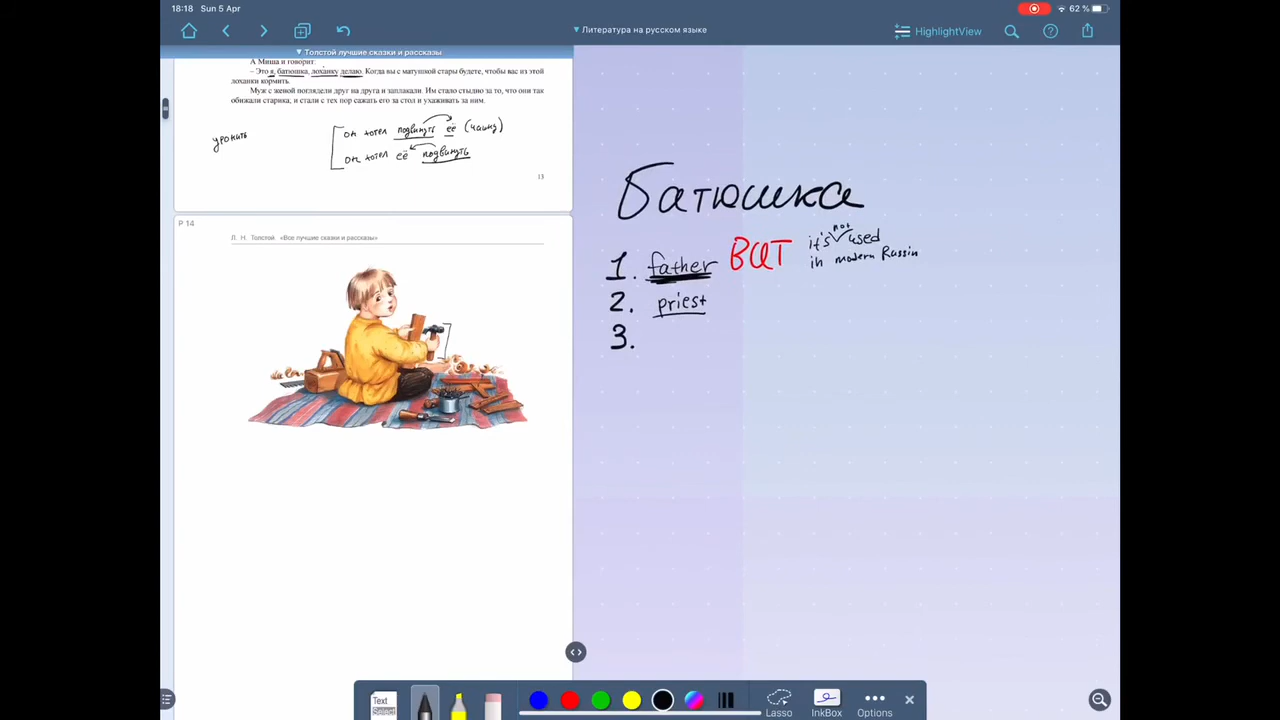 18:18 Sun 5 Apr
62 %
Литература на русском языке
HighlightView
Толстой лучшие сказки и рассказы
А Миша и говорит:
– Это я, батюшка, лоханку делаю. Когда вы с матушкой стары будете, чтобы вас из этой
лоханки кормить.
Муж с женой поглядели друг на друга и заплакали. Им стало стыдно за то, что они так
обижали старика; и стали с тех пор сажать его за стол и ухаживать за ним.
уронить
он хотел подвинуть её (чашку)
он хотел её подвинуть
13
P 14
Л. Н. Толстой «Все лучшие сказки и рассказы»
Батюшка
1. father BUT it's not used
in modern Russian
2. priest
3.
Text
Lasso
InkBox
Options